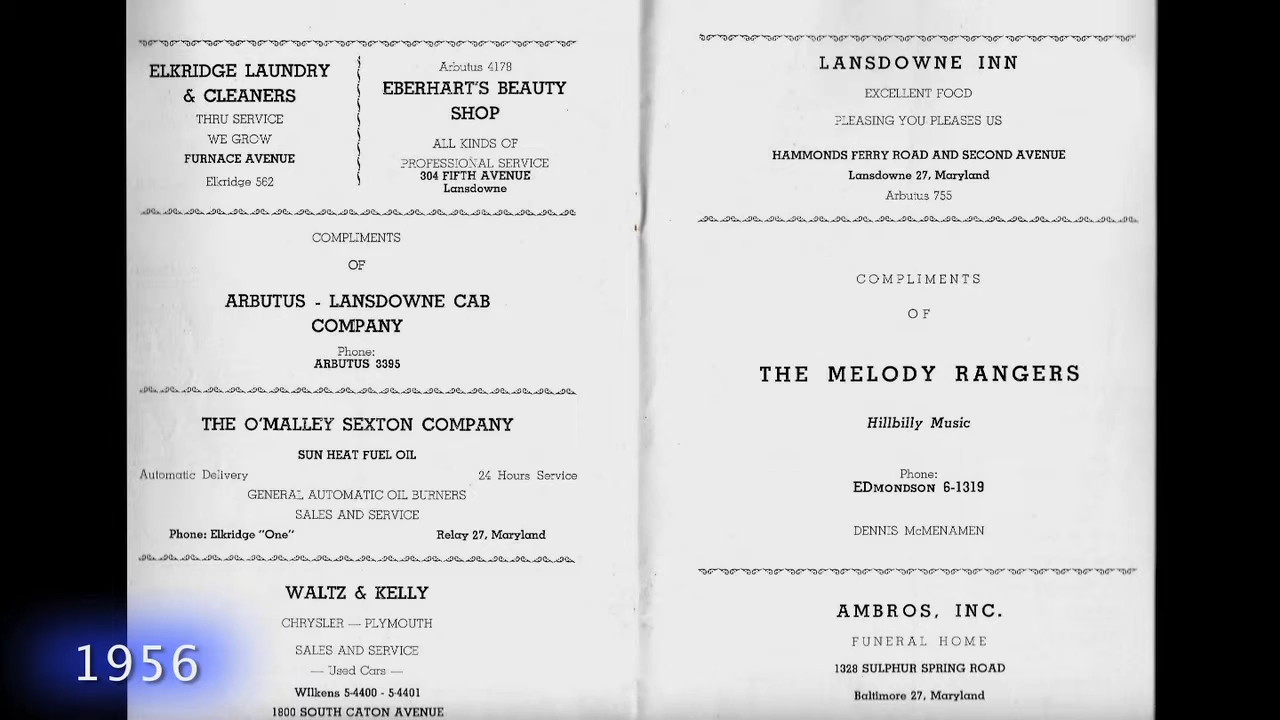 ELKRIDGE LAUNDRY
& CLEANERS
THRU SERVICE
WE GROW
FURNACE AVENUE
Elkridge 562
Arbutus 4178
EBERHART'S BEAUTY
SHOP
ALL KINDS OF
PROFESSIONAL SERVICE
304 FIFTH AVENUE
Lansdowne
COMPLIMENTS
OF
ARBUTUS - LANSDOWNE CAB
COMPANY
Phone:
ARBUTUS 3395
THE O'MALLEY SEXTON COMPANY
SUN HEAT FUEL OIL
Automatic Delivery 24 Hours Service
GENERAL AUTOMATIC OIL BURNERS
SALES AND SERVICE
Phone: Elkridge "One" Relay 27, Maryland
WALTZ & KELLY
CHRYSLER — PLYMOUTH
SALES AND SERVICE
— Used Cars —
WIlkens 5-4400 - 5-4401
1800 SOUTH CATON AVENUE
LANSDOWNE INN
EXCELLENT FOOD
PLEASING YOU PLEASES US
HAMMONDS FERRY ROAD AND SECOND AVENUE
Lansdowne 27, Maryland
Arbutus 755
COMPLIMENTS
OF
THE MELODY RANGERS
Hillbilly Music
Phone:
EDMONDSON 6-1319
DENNIS McMENAMEN
AMBROS, INC.
FUNERAL HOME
1328 SULPHUR SPRING ROAD
Baltimore 27, Maryland
1956